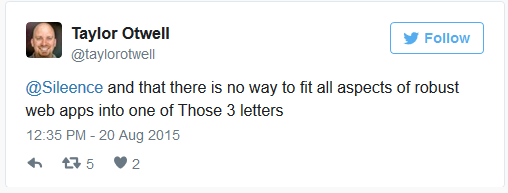 Taylor Otwell
@taylorotwell
Follow
@Sileence and that there is no way to fit all aspects of robust
web apps into one of Those 3 letters
12:35 PM - 20 Aug 2015
5
2